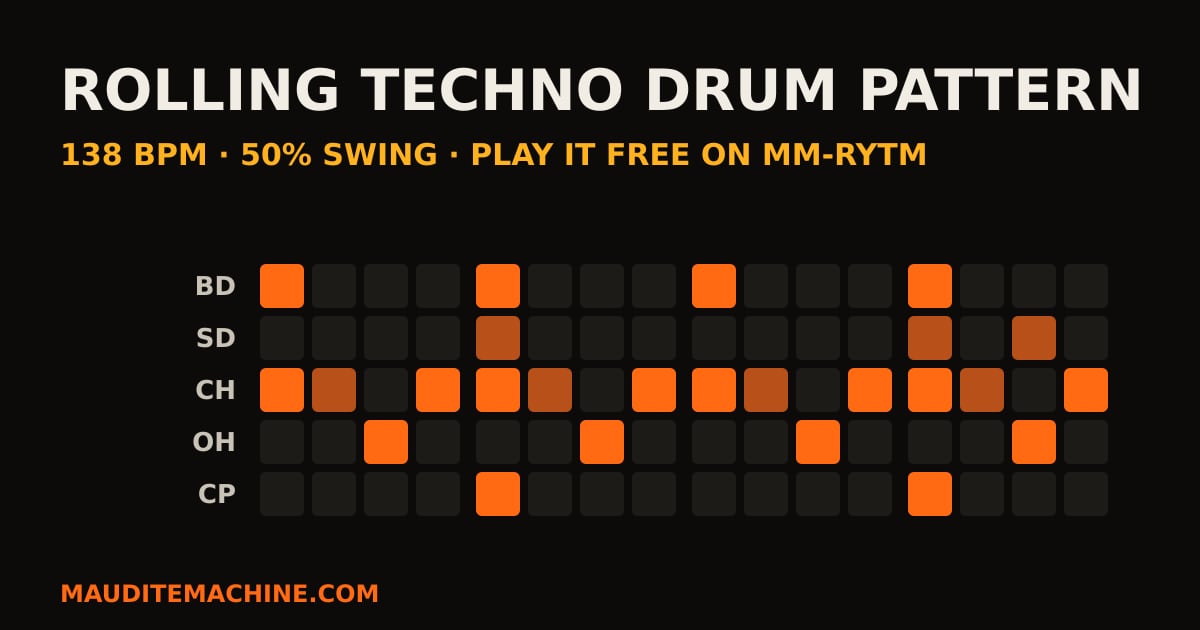 ROLLING TECHNO DRUM PATTERN
138 BPM · 50% SWING · PLAY IT FREE ON MM-RYTM
BD
SD
CH
OH
CP
MAUDITEMACHINE.COM